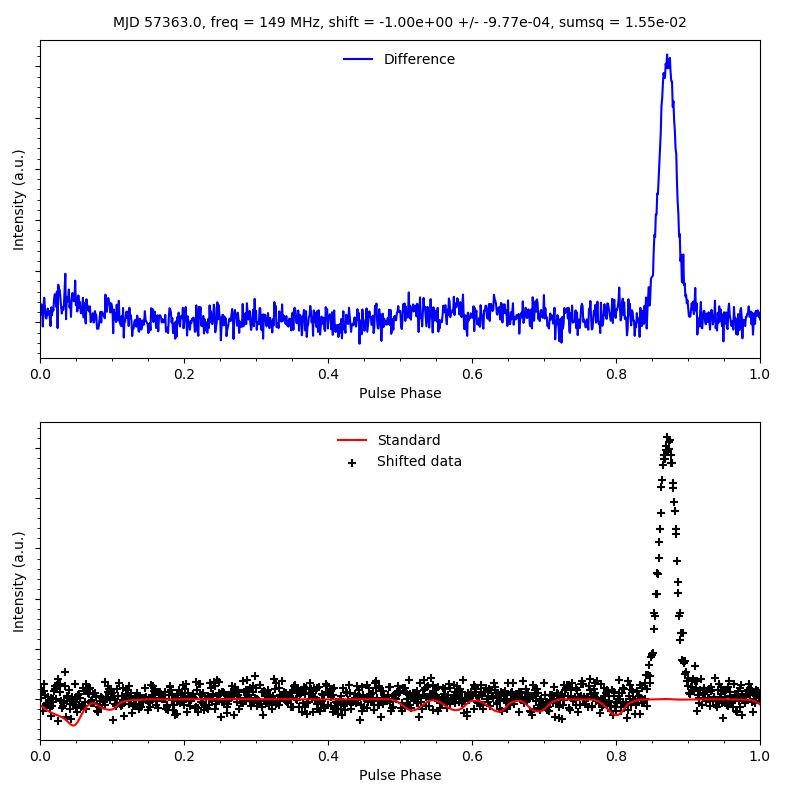 MJD 57363.0, freq = 149 MHz, shift = -1.00e+00 +/- -9.77e-04, sumsq = 1.55e-02
Difference
Intensity (a.u.)
0.0 0.2 0.4 0.6 0.8 1.0
Pulse Phase
Standard
Shifted data
Intensity (a.u.)
0.0 0.2 0.4 0.6 0.8 1.0
Pulse Phase